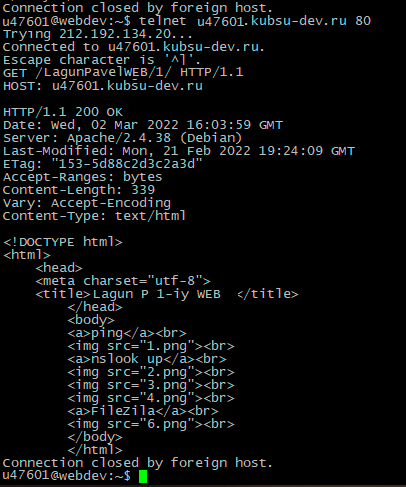 Connection closed by foreign host.
u47601@webdev:~$ telnet u47601.kubsu-dev.ru 80
Trying 212.192.134.20...
Connected to u47601.kubsu-dev.ru.
Escape character is '^]'.
GET /LagunPavelWEB/1/ HTTP/1.1
HOST: u47601.kubsu-dev.ru

HTTP/1.1 200 OK
Date: Wed, 02 Mar 2022 16:03:59 GMT
Server: Apache/2.4.38 (Debian)
Last-Modified: Mon, 21 Feb 2022 19:24:09 GMT
ETag: "153-5d88c2d3c2a3d"
Accept-Ranges: bytes
Content-Length: 339
Vary: Accept-Encoding
Content-Type: text/html

<!DOCTYPE html>
<html>
    <head>
    <meta charset="utf-8">
    <title>Lagun P 1-iy WEB  </title>
        </head>
        <body>
        <a>ping</a><br>
        <img src="1.png"><br>
        <a>nslook up</a><br>
        <img src="2.png"><br>
        <img src="3.png"><br>
        <img src="4.png"><br>
        <a>FileZila</a><br>
        <img src="6.png"><br>
        </body>
        </html>
Connection closed by foreign host.
u47601@webdev:~$